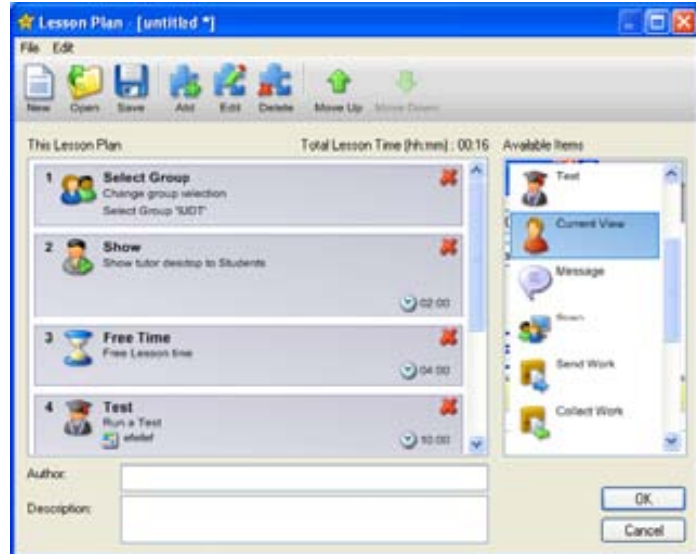 Lesson Plan - [untitled *]
File Edit
New Open Save Add Edit Delete Move Up Move Down
This Lesson Plan Total Lesson Time (hh:mm) : 00:16 Available Items
1 Select Group
Change group selection
Select Group
2 Show
Show tutor desktop to Students
02:00
3 Free Time
Free Lesson time
04:00
4 Test
Run a Test
10:00
Test
Current View
Message
Send Work
Collect Work
Author:
Description:
OK
Cancel